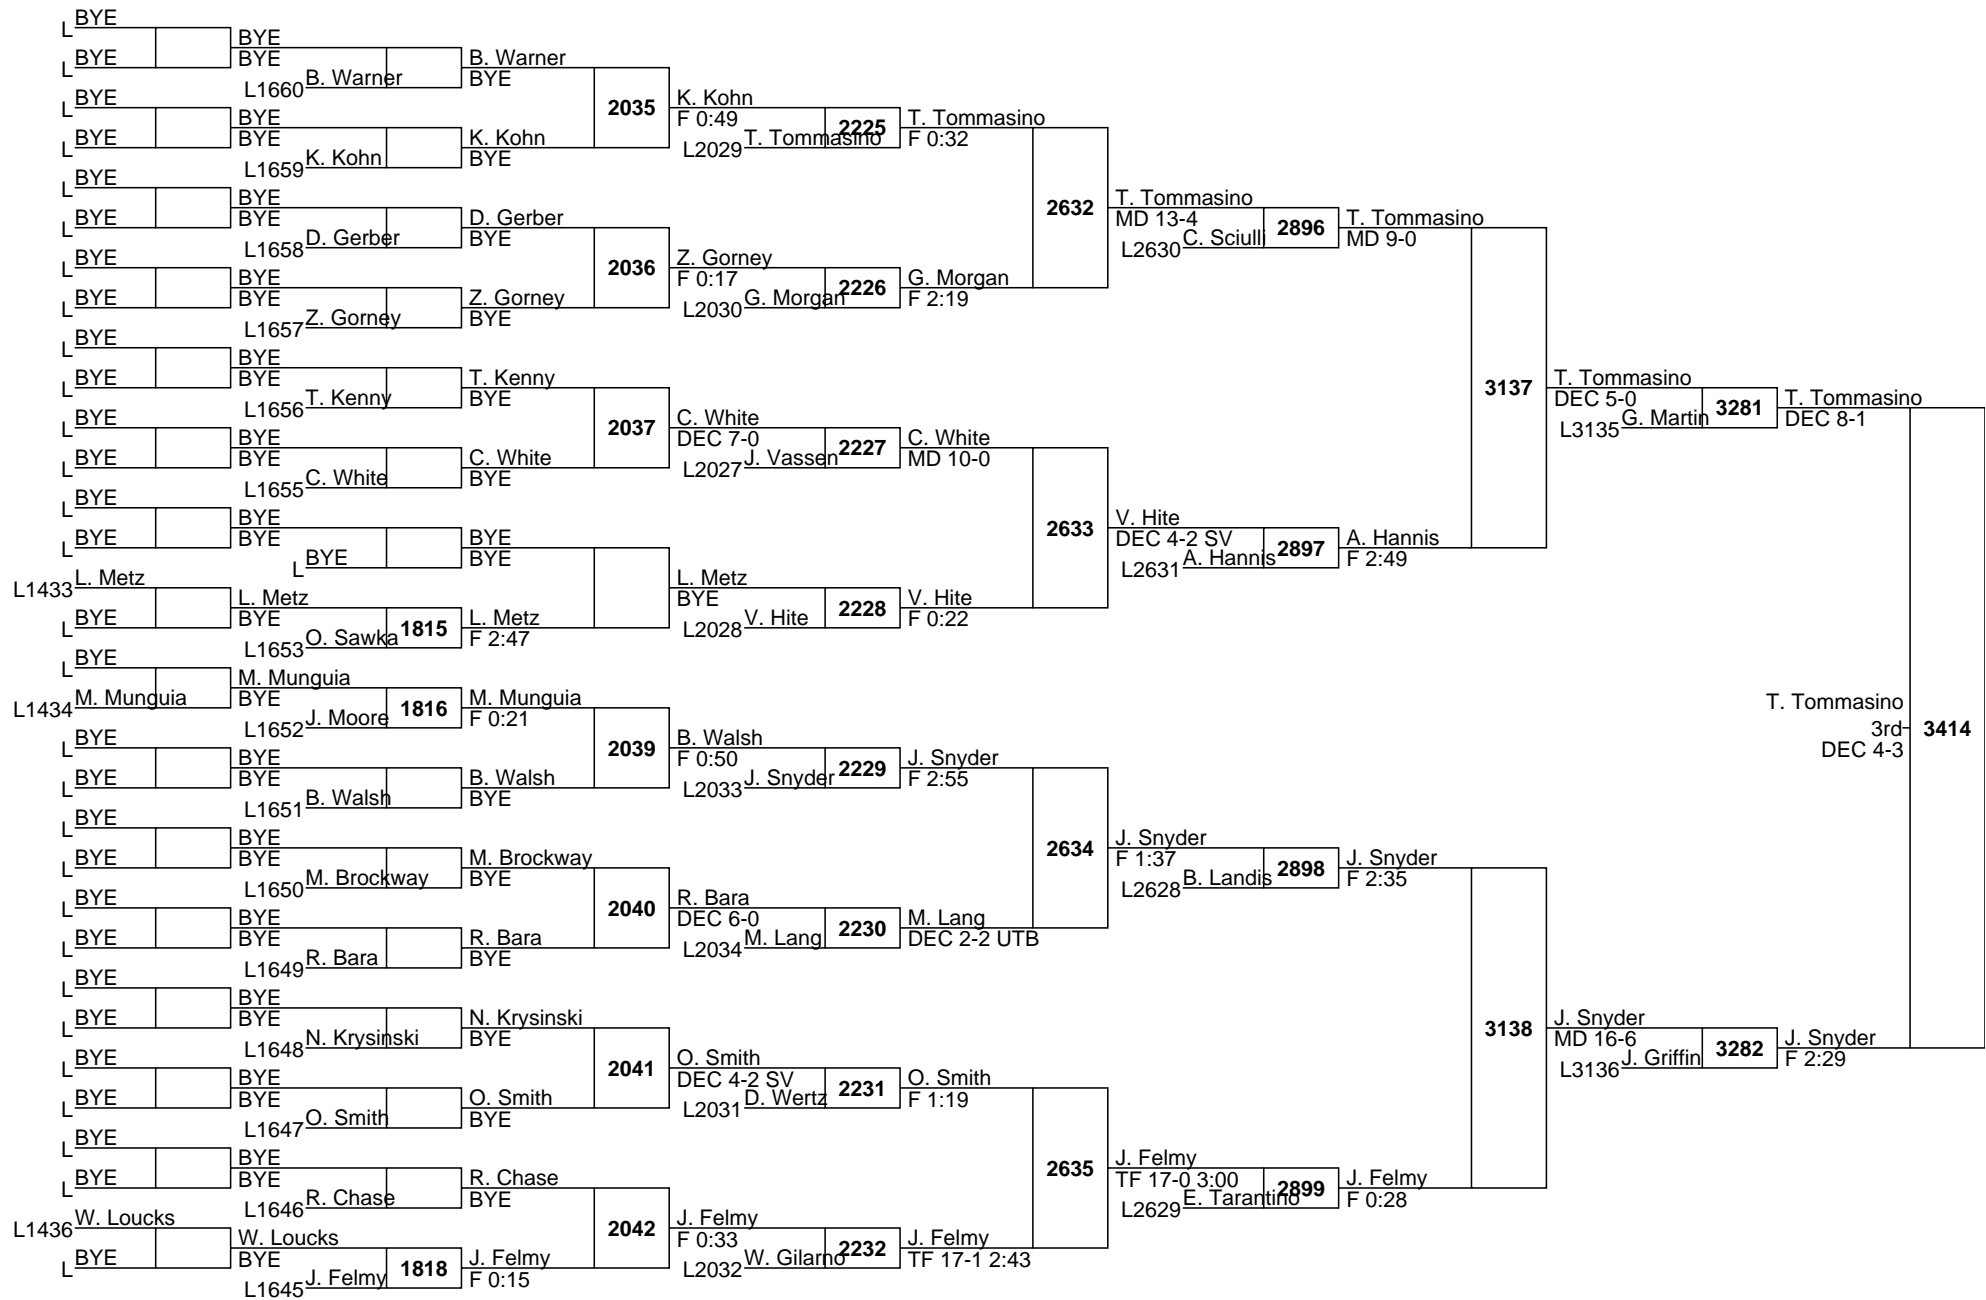 BYE
L
BYE
BYE
BYE
L
BYE
B. Warner
L1660
B. Warner
BYE
BYE
L
BYE
BYE
L
BYE
K. Kohn
L1659
K. Kohn
BYE
2035
K. Kohn
F 0:49
L2029
T. Tommasino
2225
T. Tommasino
F 0:32
BYE
L
BYE
BYE
L
BYE
D. Gerber
L1658
D. Gerber
BYE
BYE
L
BYE
BYE
L
BYE
Z. Gorney
L1657
Z. Gorney
BYE
2036
Z. Gorney
F 0:17
L2030
G. Morgan
2226
G. Morgan
F 2:19
2632
T. Tommasino
MD 13-4
L2630
C. Sciulli
2896
T. Tommasino
MD 9-0
BYE
L
BYE
BYE
L
BYE
T. Kenny
L1656
T. Kenny
BYE
BYE
L
BYE
BYE
L
BYE
C. White
L1655
C. White
BYE
2037
C. White
DEC 7-0
L2027
J. Vassen
2227
C. White
MD 10-0
BYE
L
BYE
BYE
L
BYE
BYE
L
BYE
BYE
L1433
L. Metz
L. Metz
BYE
L
BYE
O. Sawka
L1653
1815
L. Metz
F 2:47
L. Metz
BYE
L2028
V. Hite
2228
V. Hite
F 0:22
2633
V. Hite
DEC 4-2 SV
L2631
A. Hannis
2897
A. Hannis
F 2:49
3137
T. Tommasino
DEC 5-0
L3135
G. Martin
3281
T. Tommasino
DEC 8-1
BYE
L
M. Munguia
L1434
M. Munguia
BYE
L1652
J. Moore
1816
M. Munguia
F 0:21
BYE
L
BYE
BYE
L
BYE
B. Walsh
L1651
B. Walsh
BYE
2039
B. Walsh
F 0:50
L2033
J. Snyder
2229
J. Snyder
F 2:55
BYE
L
BYE
BYE
L
BYE
M. Brockway
L1650
M. Brockway
BYE
BYE
L
BYE
BYE
L
BYE
R. Bara
L1649
R. Bara
BYE
2040
R. Bara
DEC 6-0
L2034
M. Lang
2230
M. Lang
DEC 2-2 UTB
2634
J. Snyder
F 1:37
L2628
B. Landis
2898
J. Snyder
F 2:35
BYE
L
BYE
BYE
L
BYE
N. Krysinski
L1648
N. Krysinski
BYE
BYE
L
BYE
BYE
L
BYE
O. Smith
L1647
O. Smith
BYE
2041
O. Smith
DEC 4-2 SV
L2031
D. Wertz
2231
O. Smith
F 1:19
BYE
L
BYE
BYE
L
BYE
R. Chase
L1646
R. Chase
BYE
L1436
W. Loucks
W. Loucks
BYE
L
BYE
L1645
J. Felmy
1818
J. Felmy
F 0:15
2042
J. Felmy
F 0:33
L2032
W. Gilarno
2232
J. Felmy
TF 17-1 2:43
2635
J. Felmy
TF 17-0 3:00
L2629
E. Tarantino
2899
J. Felmy
F 0:28
3138
J. Snyder
MD 16-6
L3136
J. Griffin
3282
J. Snyder
F 2:29
T. Tommasino
3rd
DEC 4-3
3414